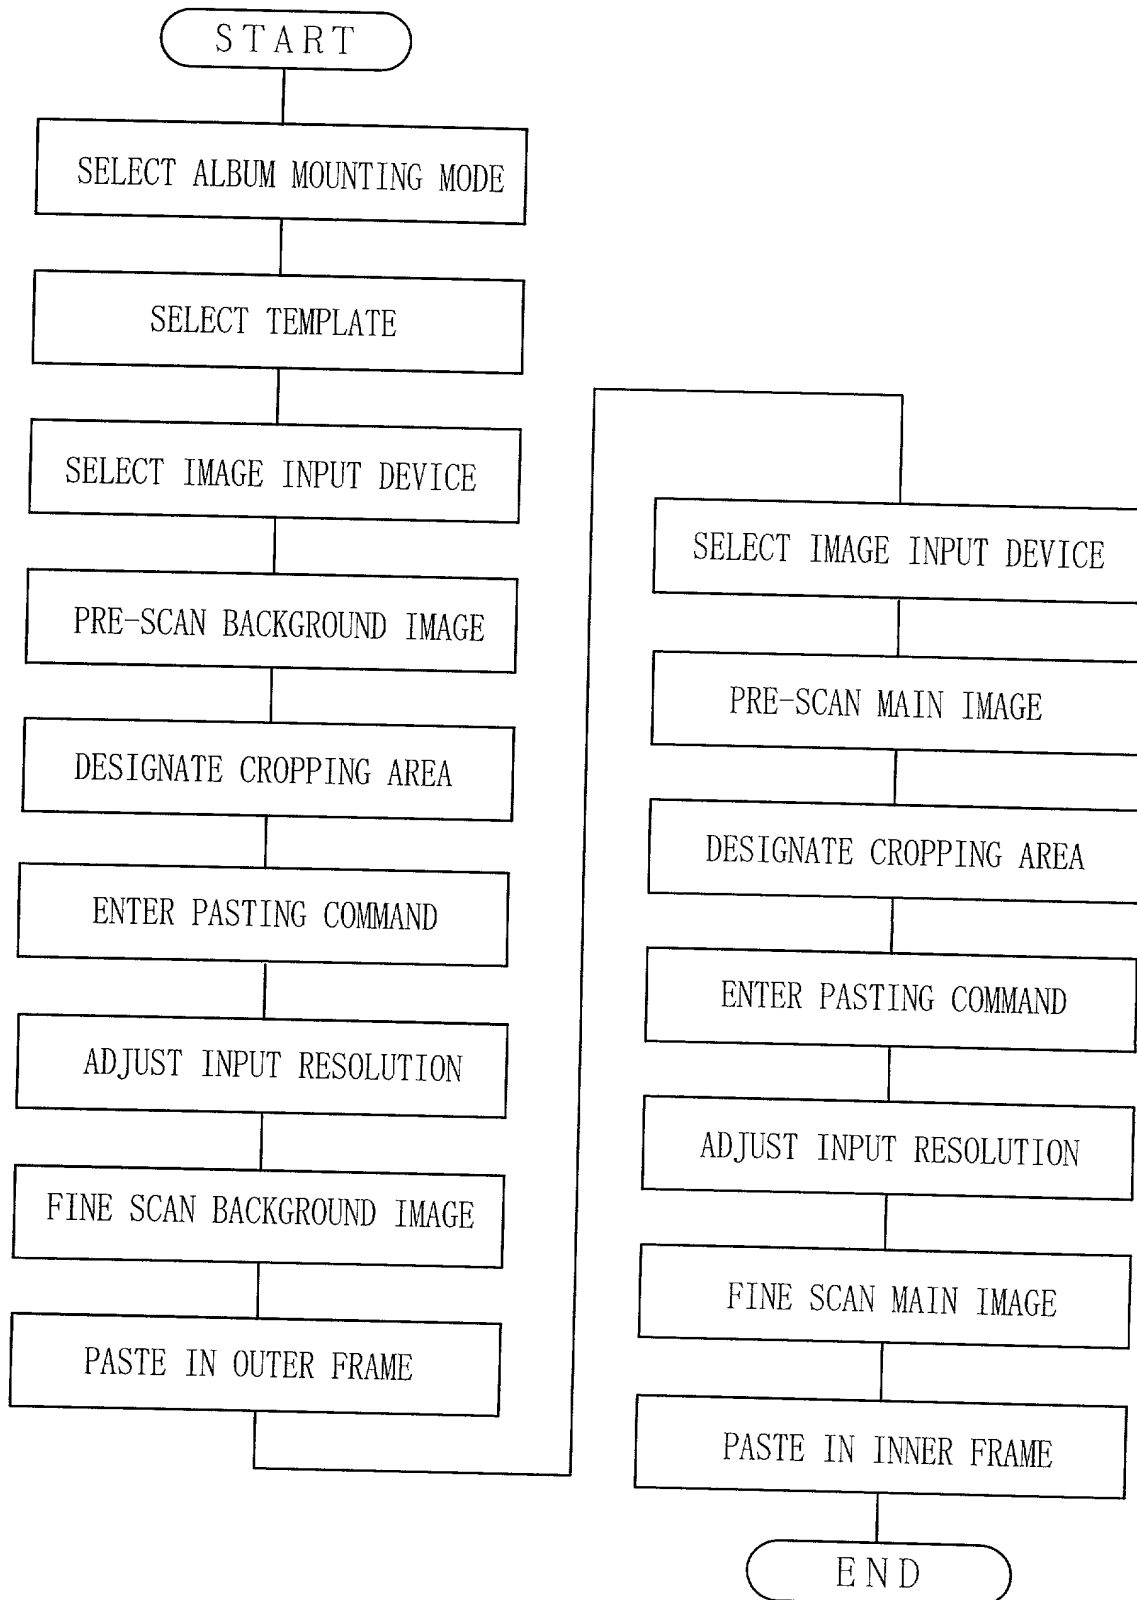 START
SELECT ALBUM MOUNTING MODE
SELECT TEMPLATE
SELECT IMAGE INPUT DEVICE
PRE-SCAN BACKGROUND IMAGE
DESIGNATE CROPPING AREA
ENTER PASTING COMMAND
ADJUST INPUT RESOLUTION
FINE SCAN BACKGROUND IMAGE
PASTE IN OUTER FRAME
SELECT IMAGE INPUT DEVICE
PRE-SCAN MAIN IMAGE
DESIGNATE CROPPING AREA
ENTER PASTING COMMAND
ADJUST INPUT RESOLUTION
FINE SCAN MAIN IMAGE
PASTE IN INNER FRAME
END